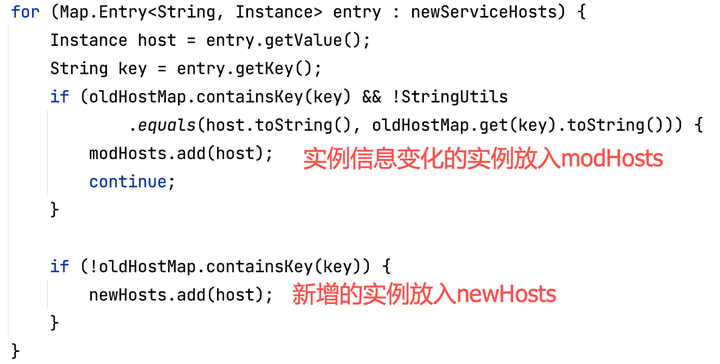 for (Map.Entry<String, Instance> entry : newServiceHosts) {
    Instance host = entry.getValue();
    String key = entry.getKey();
    if (oldHostMap.containsKey(key) && !StringUtils
            .equals(host.toString(), oldHostMap.get(key).toString())) {
        modHosts.add(host);    实例信息变化的实例放入modHosts
        continue;
    }

    if (!oldHostMap.containsKey(key)) {
        newHosts.add(host);    新增的实例放入newHosts
    }
}